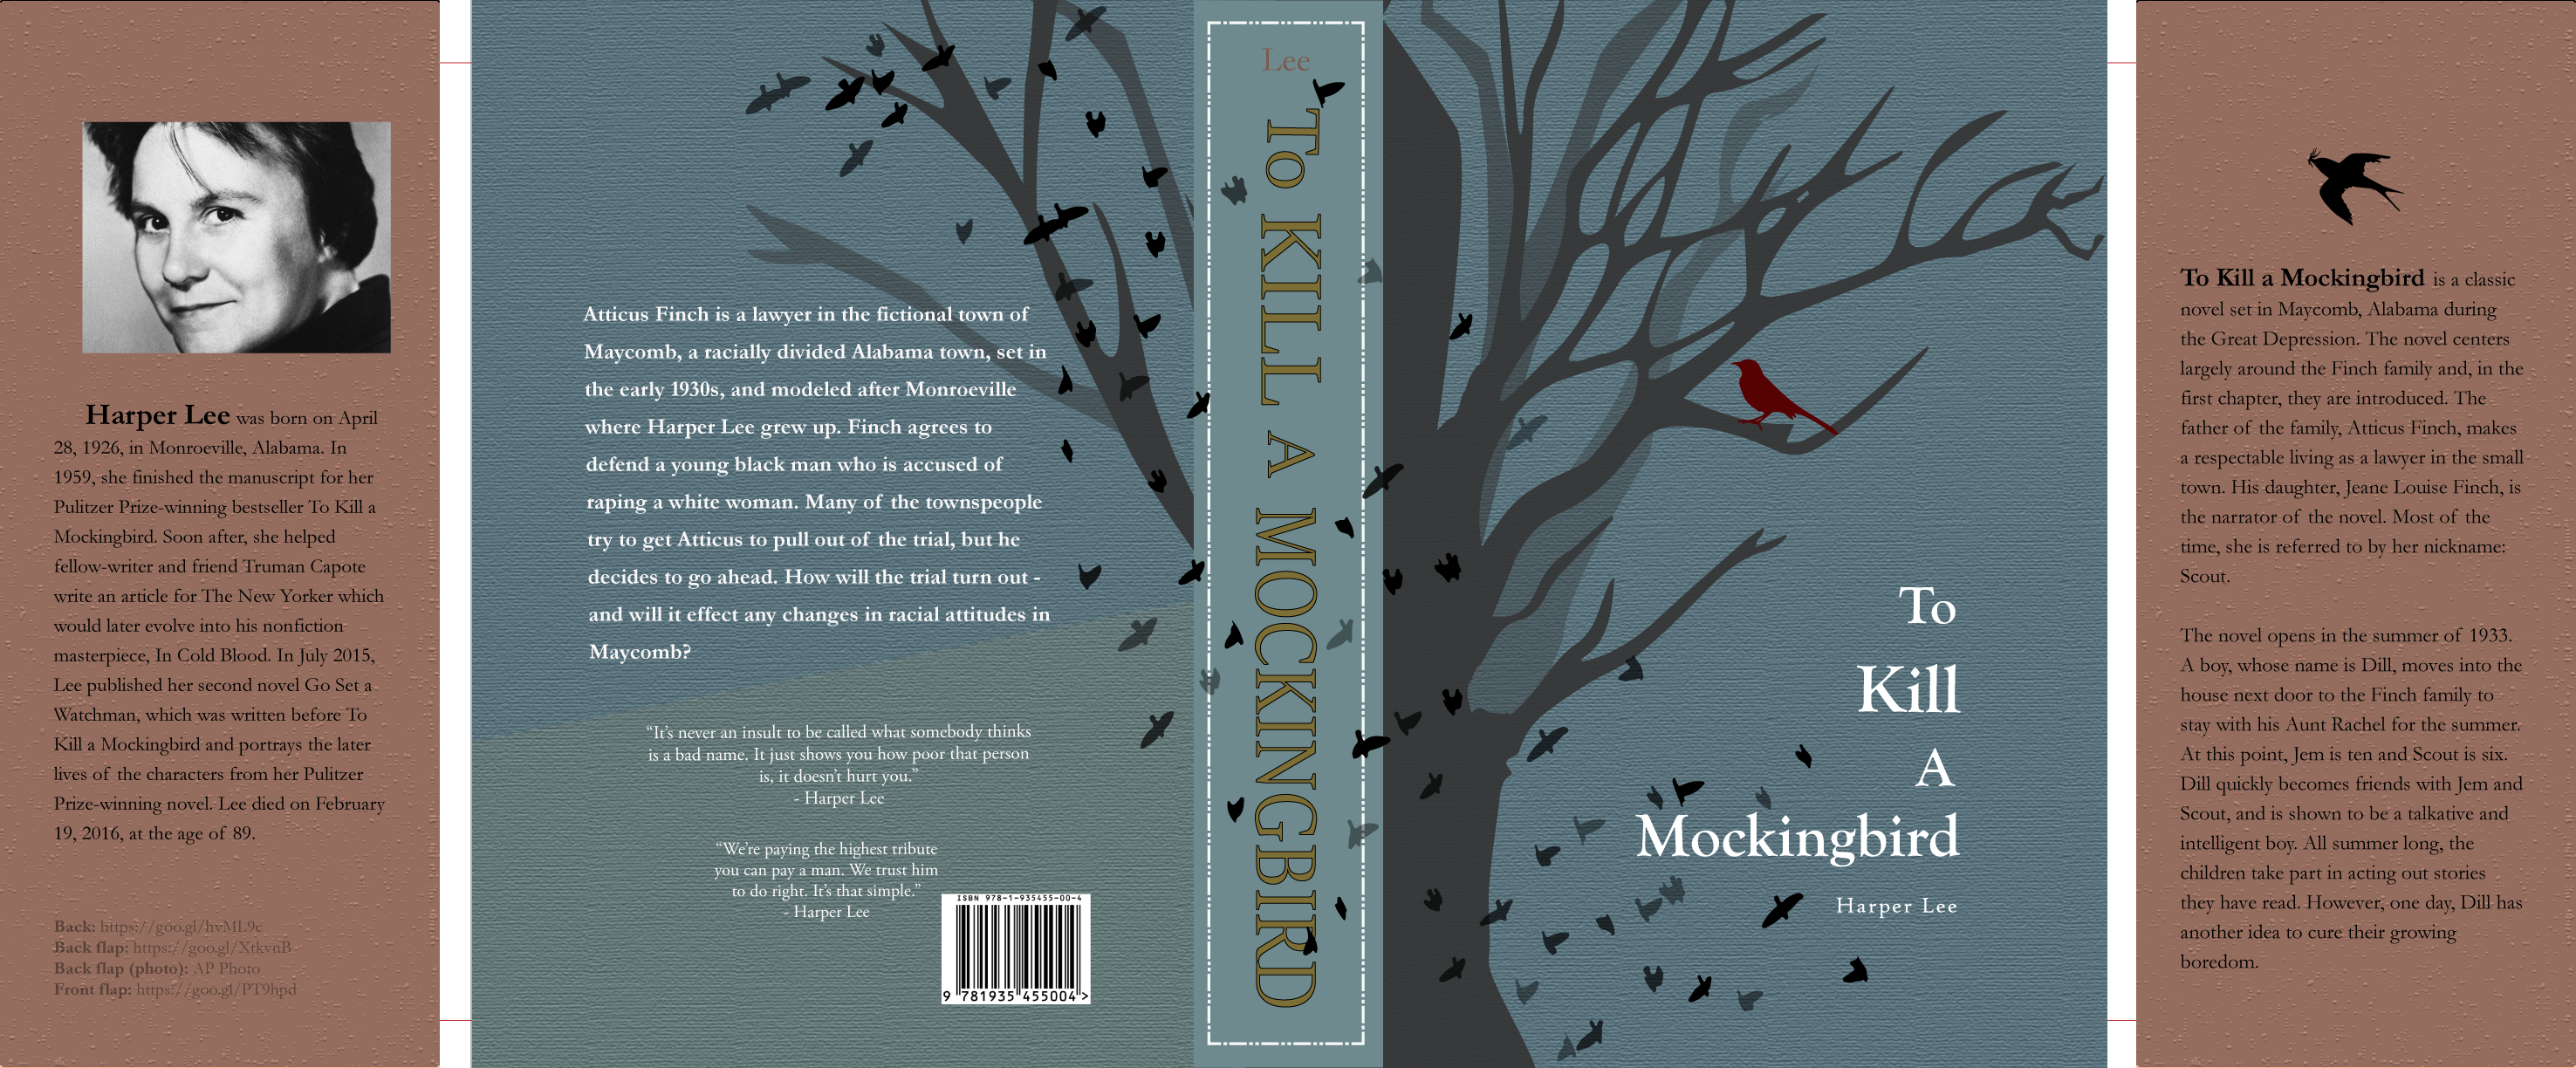 Harper Lee was born on April
28, 1926, in Monroeville, Alabama. In
1959, she finished the manuscript for her
Pulitzer Prize-winning bestseller To Kill a
Mockingbird. Soon after, she helped
fellow-writer and friend Truman Capote
write an article for The New Yorker which
would later evolve into his nonfiction
masterpiece, In Cold Blood. In July 2015,
Lee published her second novel Go Set a
Watchman, which was written before To
Kill a Mockingbird and portrays the later
lives of the characters from her Pulitzer
Prize-winning novel. Lee died on February
19, 2016, at the age of 89.
Back: https://goo.gl/hvML9c
Back flap: https://goo.gl/XtkvnB
Back flap (photo): AP Photo
Front flap: https://goo.gl/PT9hpd
Atticus Finch is a lawyer in the fictional town of
Maycomb, a racially divided Alabama town, set in
the early 1930s, and modeled after Monroeville
where Harper Lee grew up. Finch agrees to
defend a young black man who is accused of
raping a white woman. Many of the townspeople
try to get Atticus to pull out of the trial, but he
decides to go ahead. How will the trial turn out -
and will it effect any changes in racial attitudes in
Maycomb?
“It’s never an insult to be called what somebody thinks
is a bad name. It just shows you how poor that person
is, it doesn’t hurt you.”
- Harper Lee
“We’re paying the highest tribute
you can pay a man. We trust him
to do right. It’s that simple.”
- Harper Lee
ISBN 978-1-935455-00-4
9 781935 455004 >
Lee
To KILL A MOCKINGBIRD
To
Kill
A
Mockingbird
Harper Lee
To Kill a Mockingbird is a classic
novel set in Maycomb, Alabama during
the Great Depression. The novel centers
largely around the Finch family and, in the
first chapter, they are introduced. The
father of the family, Atticus Finch, makes
a respectable living as a lawyer in the small
town. His daughter, Jeane Louise Finch, is
the narrator of the novel. Most of the
time, she is referred to by her nickname:
Scout.
The novel opens in the summer of 1933.
A boy, whose name is Dill, moves into the
house next door to the Finch family to
stay with his Aunt Rachel for the summer.
At this point, Jem is ten and Scout is six.
Dill quickly becomes friends with Jem and
Scout, and is shown to be a talkative and
intelligent boy. All summer long, the
children take part in acting out stories
they have read. However, one day, Dill has
another idea to cure their growing
boredom.